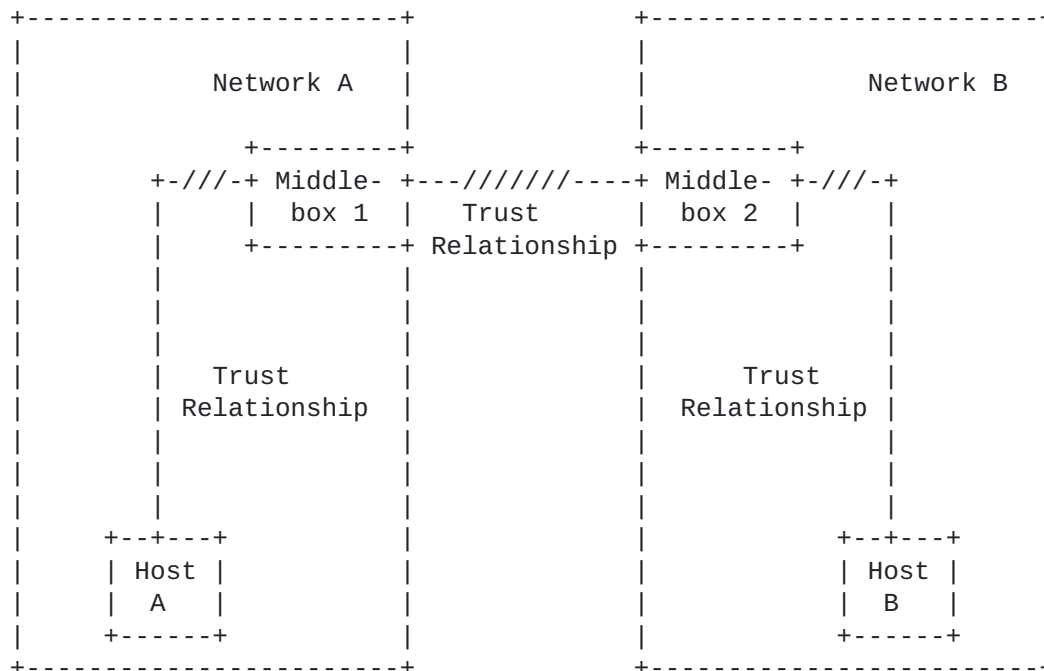 Network A Network B
Middle- Middle-
box 1 Trust box 2
Relationship
Trust Trust
Relationship Relationship
Host Host
A B